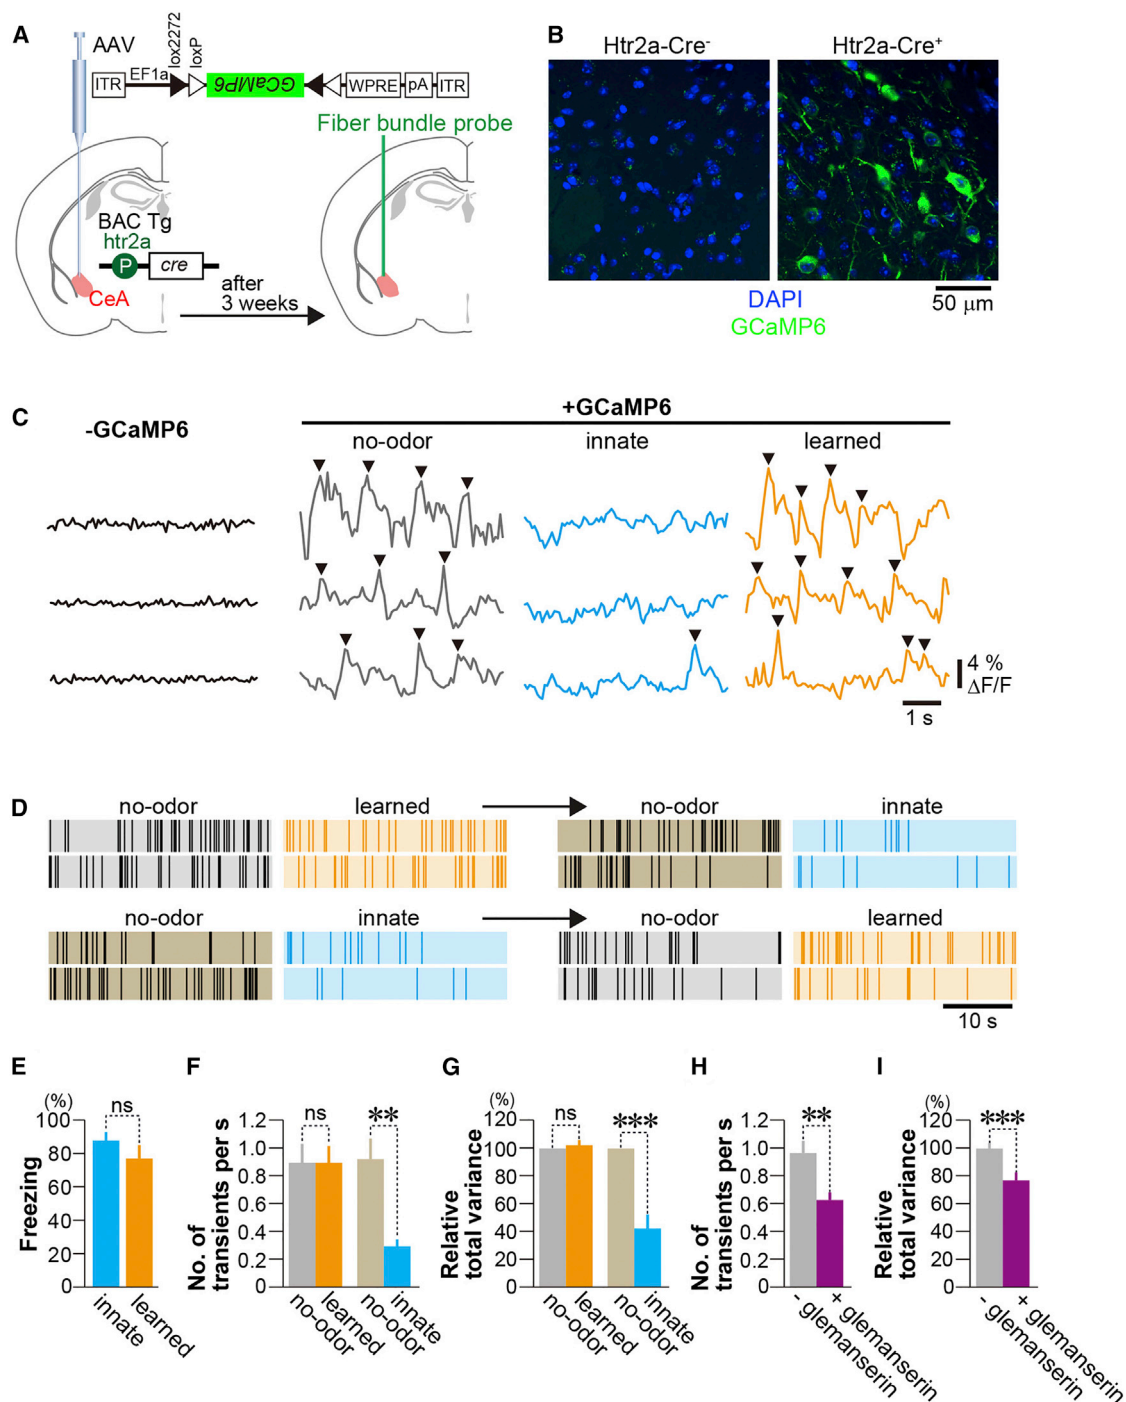 A
AAV
lox2272
loxP
ITR
EF1a
GCaMP6
WPRE
pA
ITR
Fiber bundle probe
BAC Tg
htr2a
P
cre
CeA
after
3 weeks
B
Htr2a-Cre-
Htr2a-Cre+
DAPI
GCaMP6
50 μm
C
-GCaMP6
+GCaMP6
no-odor
innate
learned
4 %
ΔF/F
1 s
D
no-odor
learned
no-odor
innate
no-odor
innate
no-odor
learned
10 s
E
(%)
100
80
60
40
20
0
Freezing
ns
innate
learned
F
1.2
1
0.8
0.6
0.4
0.2
0
No. of
transients per s
ns
**
no-odor
learned
no-odor
innate
G
(%)
120
100
80
60
40
20
0
Relative
total variance
ns
***
no-odor
learned
no-odor
innate
H
1.2
1
0.8
0.6
0.4
0.2
0
No. of
transients per s
**
- glemanserin
+ glemanserin
I
(%)
120
100
80
60
40
20
0
Relative
total variance
***
- glemanserin
+ glemanserin